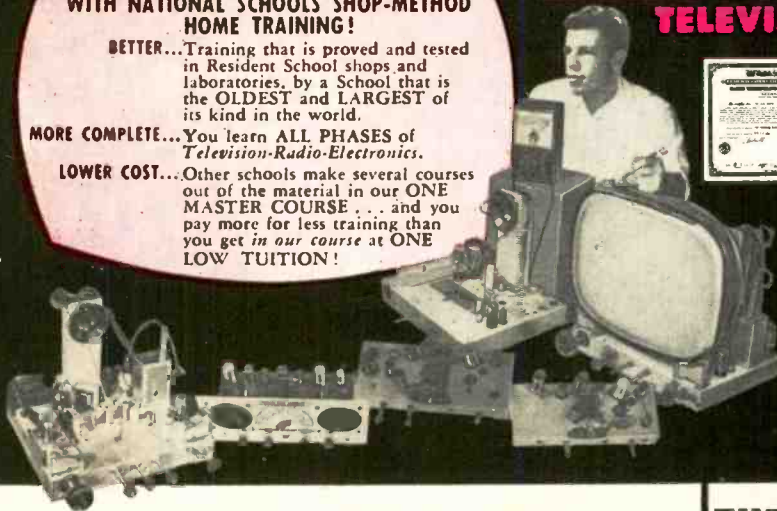 WITH NATIONAL SCHOOLS SHOP-METHOD
HOME TRAINING!
BETTER...Training that is proved and tested
in Resident School shops and
laboratories, by a School that is
the OLDEST and LARGEST of
its kind in the world.
MORE COMPLETE...You learn ALL PHASES of
Television-Radio-Electronics.
LOWER COST...Other schools make several courses
out of the material in our ONE
MASTER COURSE . . . and you
pay more for less training than
you get in our course at ONE
LOW TUITION!
TELEVI